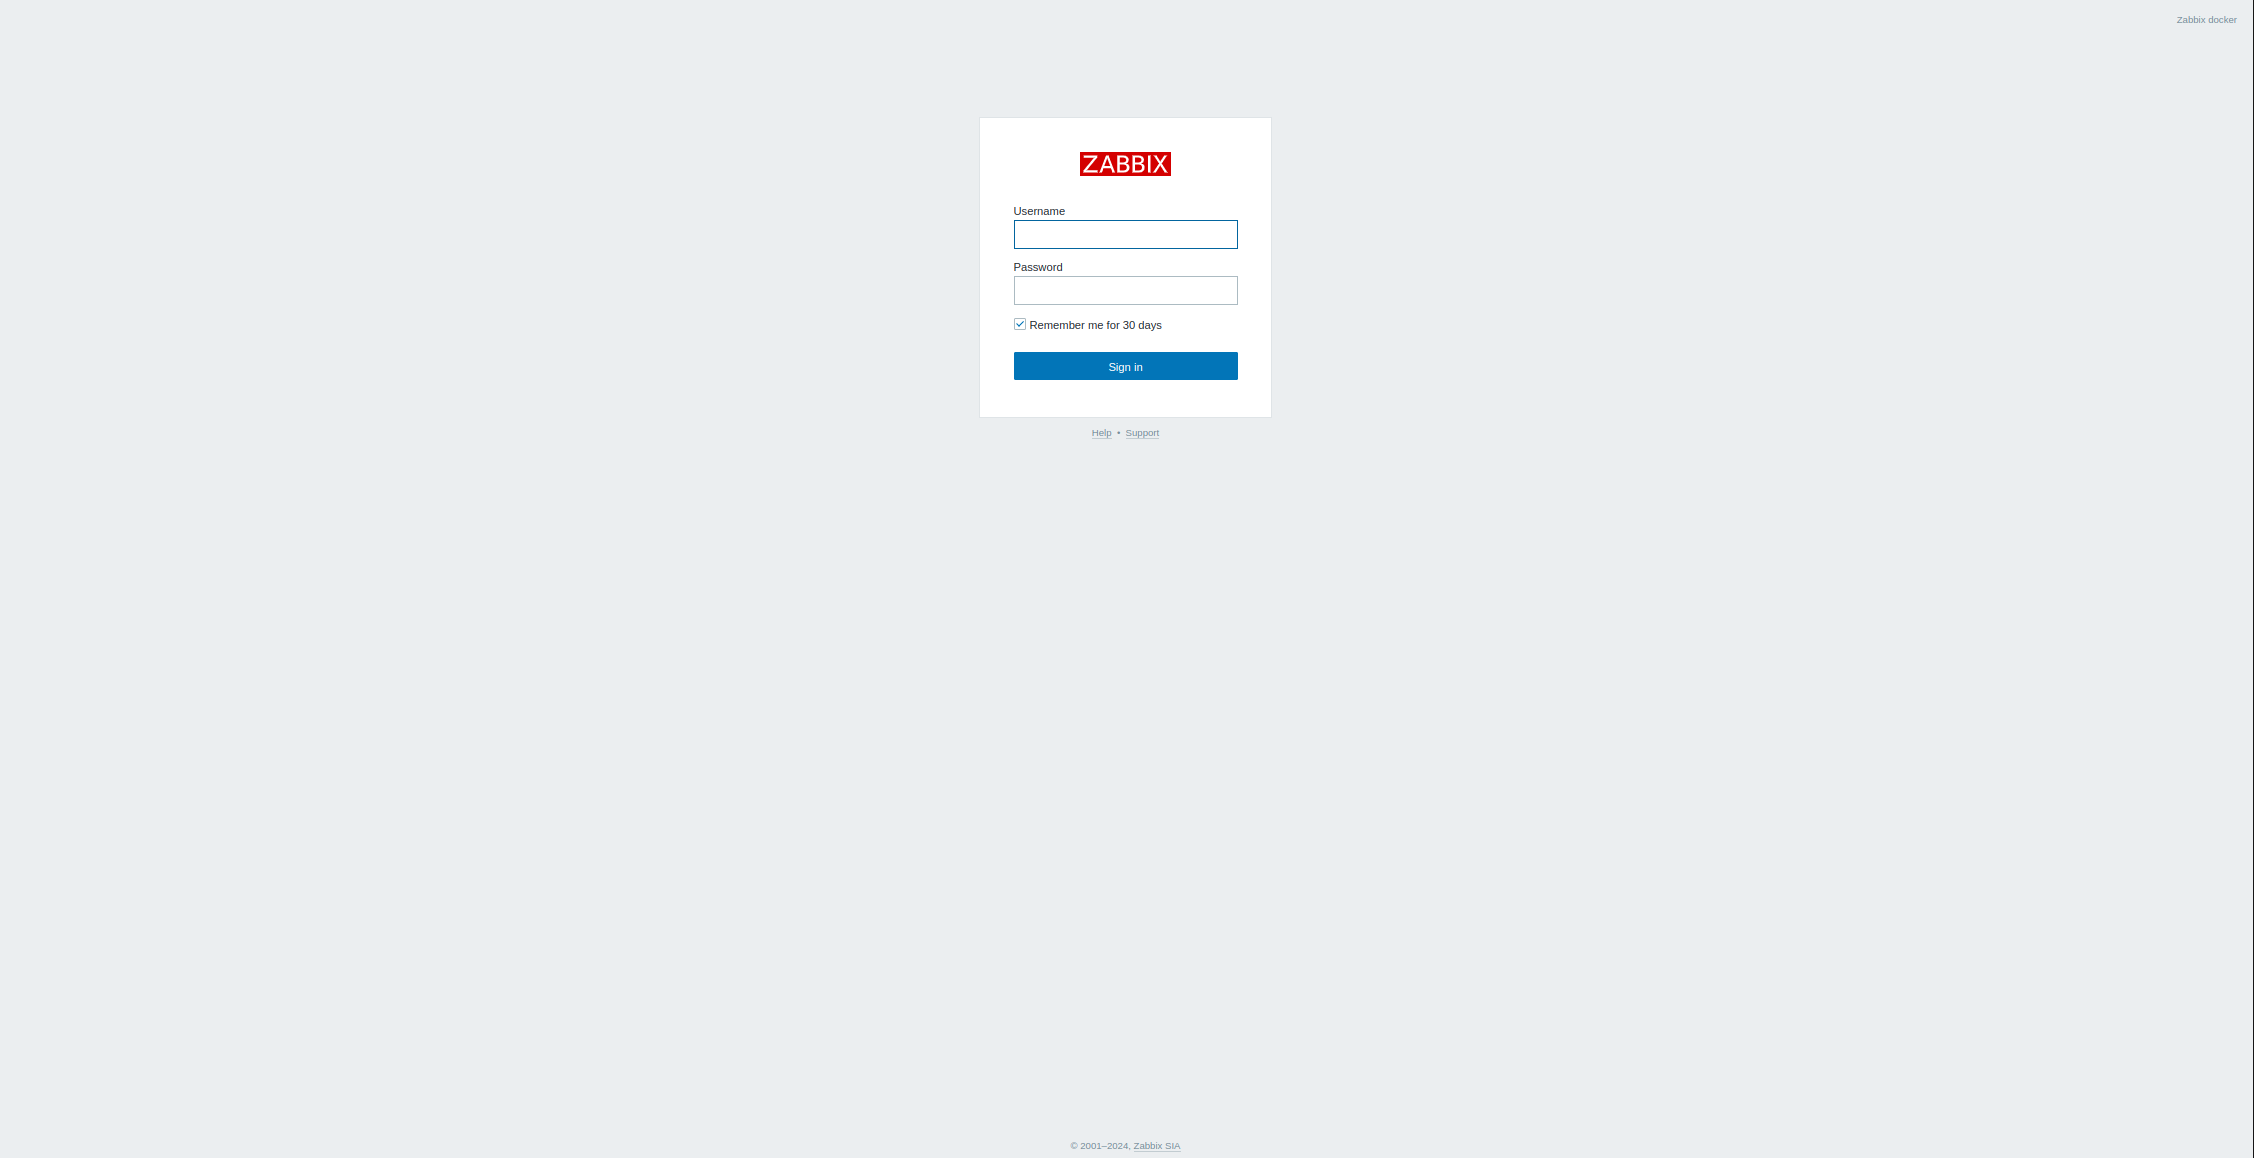 Zabbix docker
ZABBIX
Username
Password
Remember me for 30 days
Sign in
Help • Support
© 2001–2024, Zabbix SIA